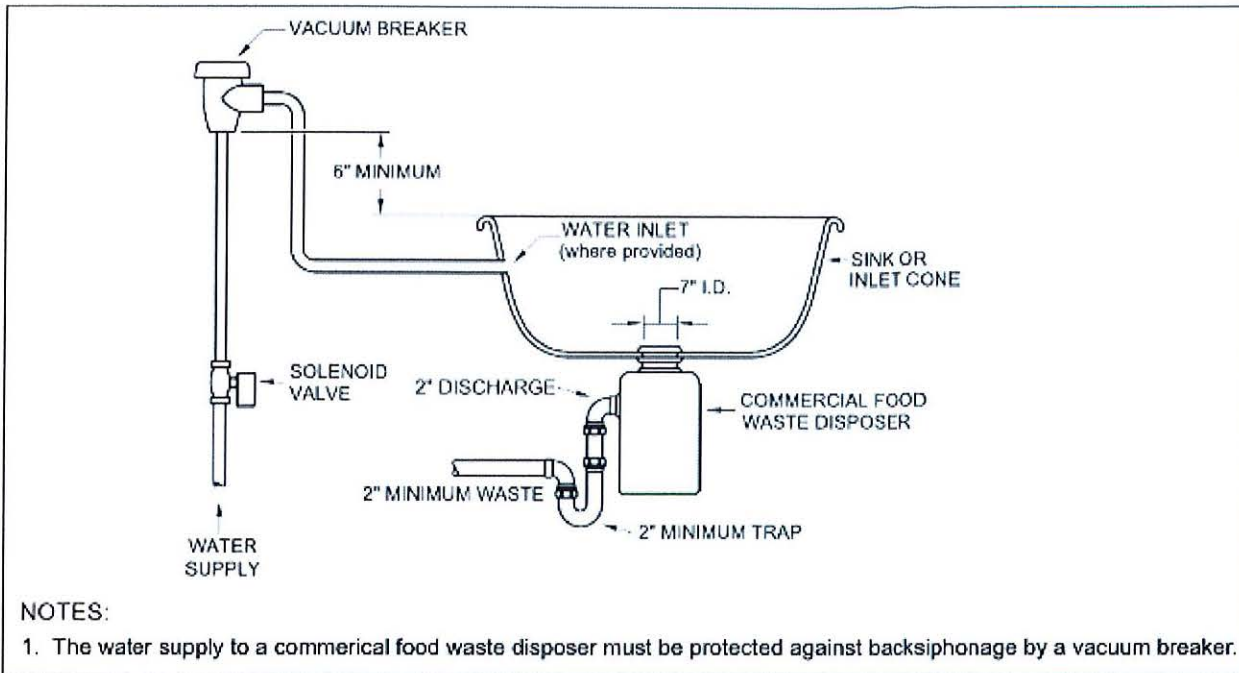 VACUUM BREAKER
6" MINIMUM
WATER INLET
(where provided)
7" I.D.
SINK OR
INLET CONE
SOLENOID
VALVE
2" DISCHARGE
COMMERCIAL FOOD
WASTE DISPOSER
2" MINIMUM WASTE
2" MINIMUM TRAP
WATER
SUPPLY
NOTES:
1. The water supply to a commerical food waste disposer must be protected against backsiphonage by a vacuum breaker.